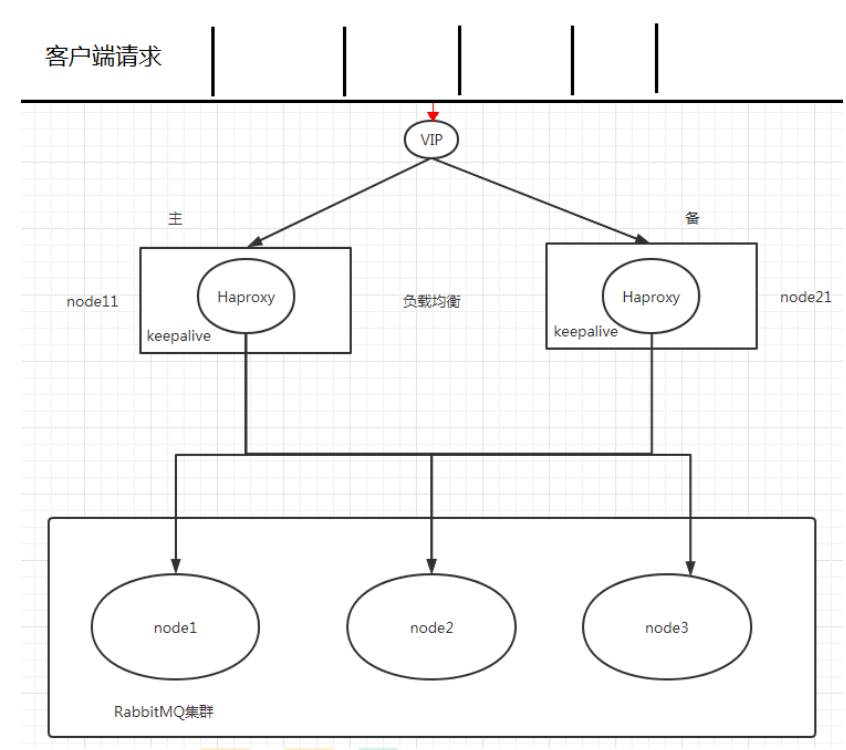 客户端请求
VIP
主
备
node11
Haproxy
keepalive
负载均衡
Haproxy
keepalive
node21
node1
node2
node3
RabbitMQ集群